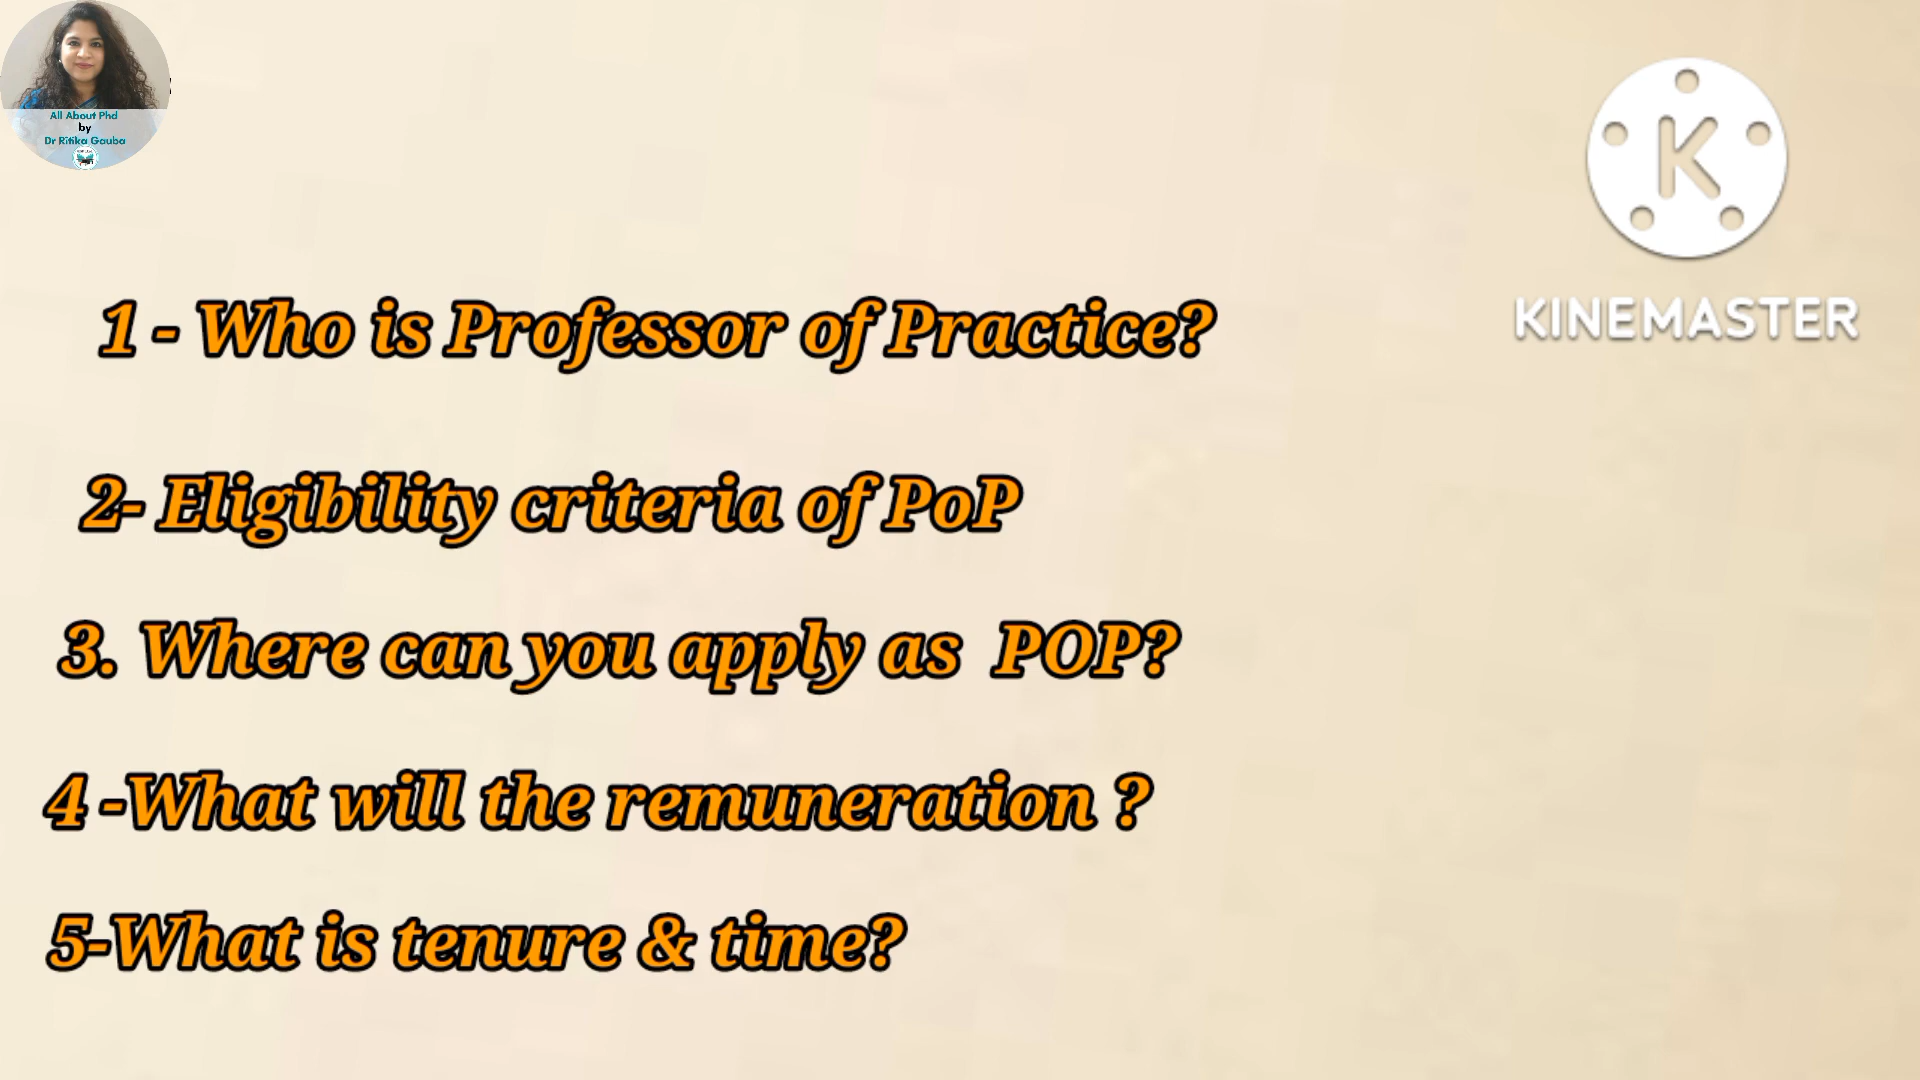 All About Phd
by
Dr Ritika Gauba
K
KINEMASTER
1 - Who is Professor of Practice?
2- Eligibility criteria of PoP
3. Where can you apply as POP?
4 -What will the remuneration ?
5-What is tenure & time?